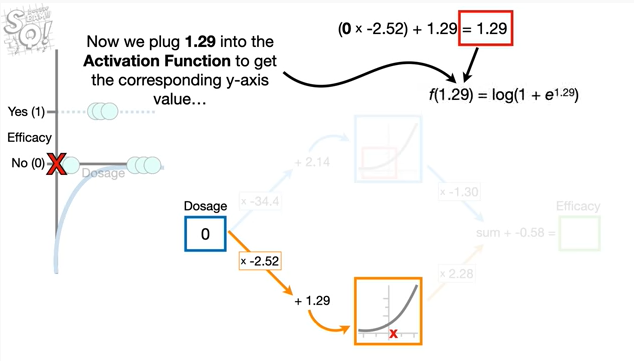 SQ!
(0 × -2.52) + 1.29 = 1.29
Now we plug 1.29 into the
Activation Function to get
the corresponding y-axis
value…
f(1.29) = log(1 + e^1.29)
Yes (1)
Efficacy
No (0)
X
Dosage
+ 2.14
x -34.4
x -1.30
Dosage
0
Efficacy
sum + -0.58 =
x -2.52
+ 1.29
x 2.28
x